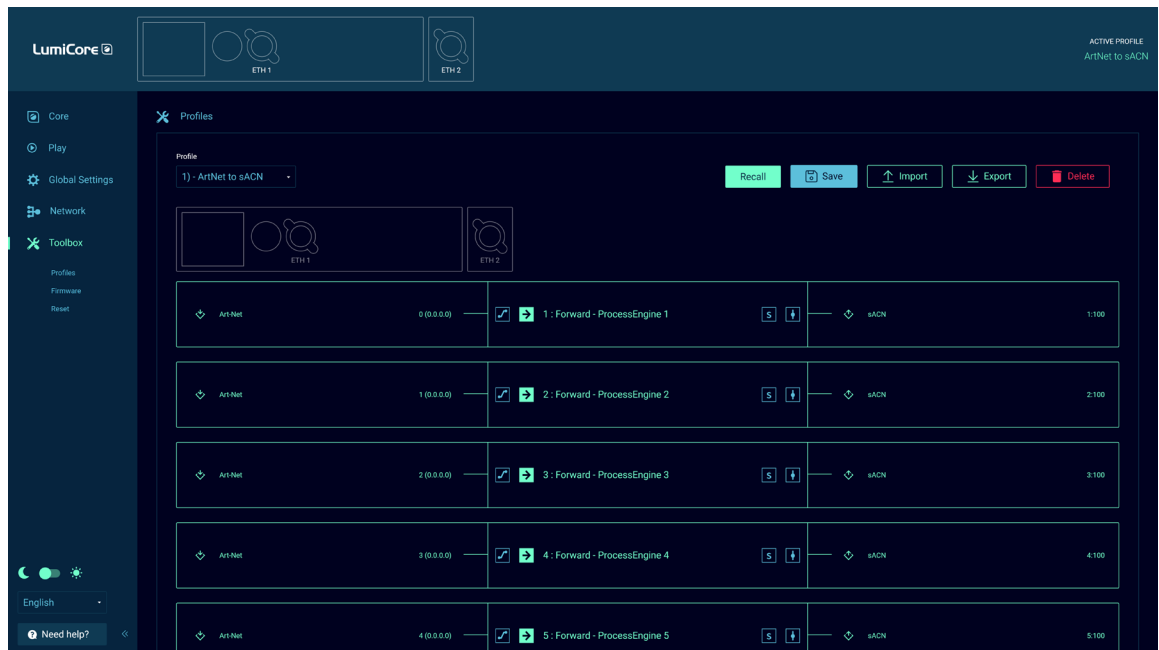 LumiCore
ETH 1
ETH 2
ACTIVE PROFILE
ArtNet to sACN
Core
Play
Global Settings
Network
Toolbox
Profiles
Firmware
Reset
English
Need help?
Profiles
Profile
1) - ArtNet to sACN
Recall
Save
Import
Export
Delete
ETH 1
ETH 2
Art-Net 0 (0.0.0.0) 1 : Forward - ProcessEngine 1 S sACN 1:100
Art-Net 1 (0.0.0.0) 2 : Forward - ProcessEngine 2 S sACN 2:100
Art-Net 2 (0.0.0.0) 3 : Forward - ProcessEngine 3 S sACN 3:100
Art-Net 3 (0.0.0.0) 4 : Forward - ProcessEngine 4 S sACN 4:100
Art-Net 4 (0.0.0.0) 5 : Forward - ProcessEngine 5 S sACN 5:100